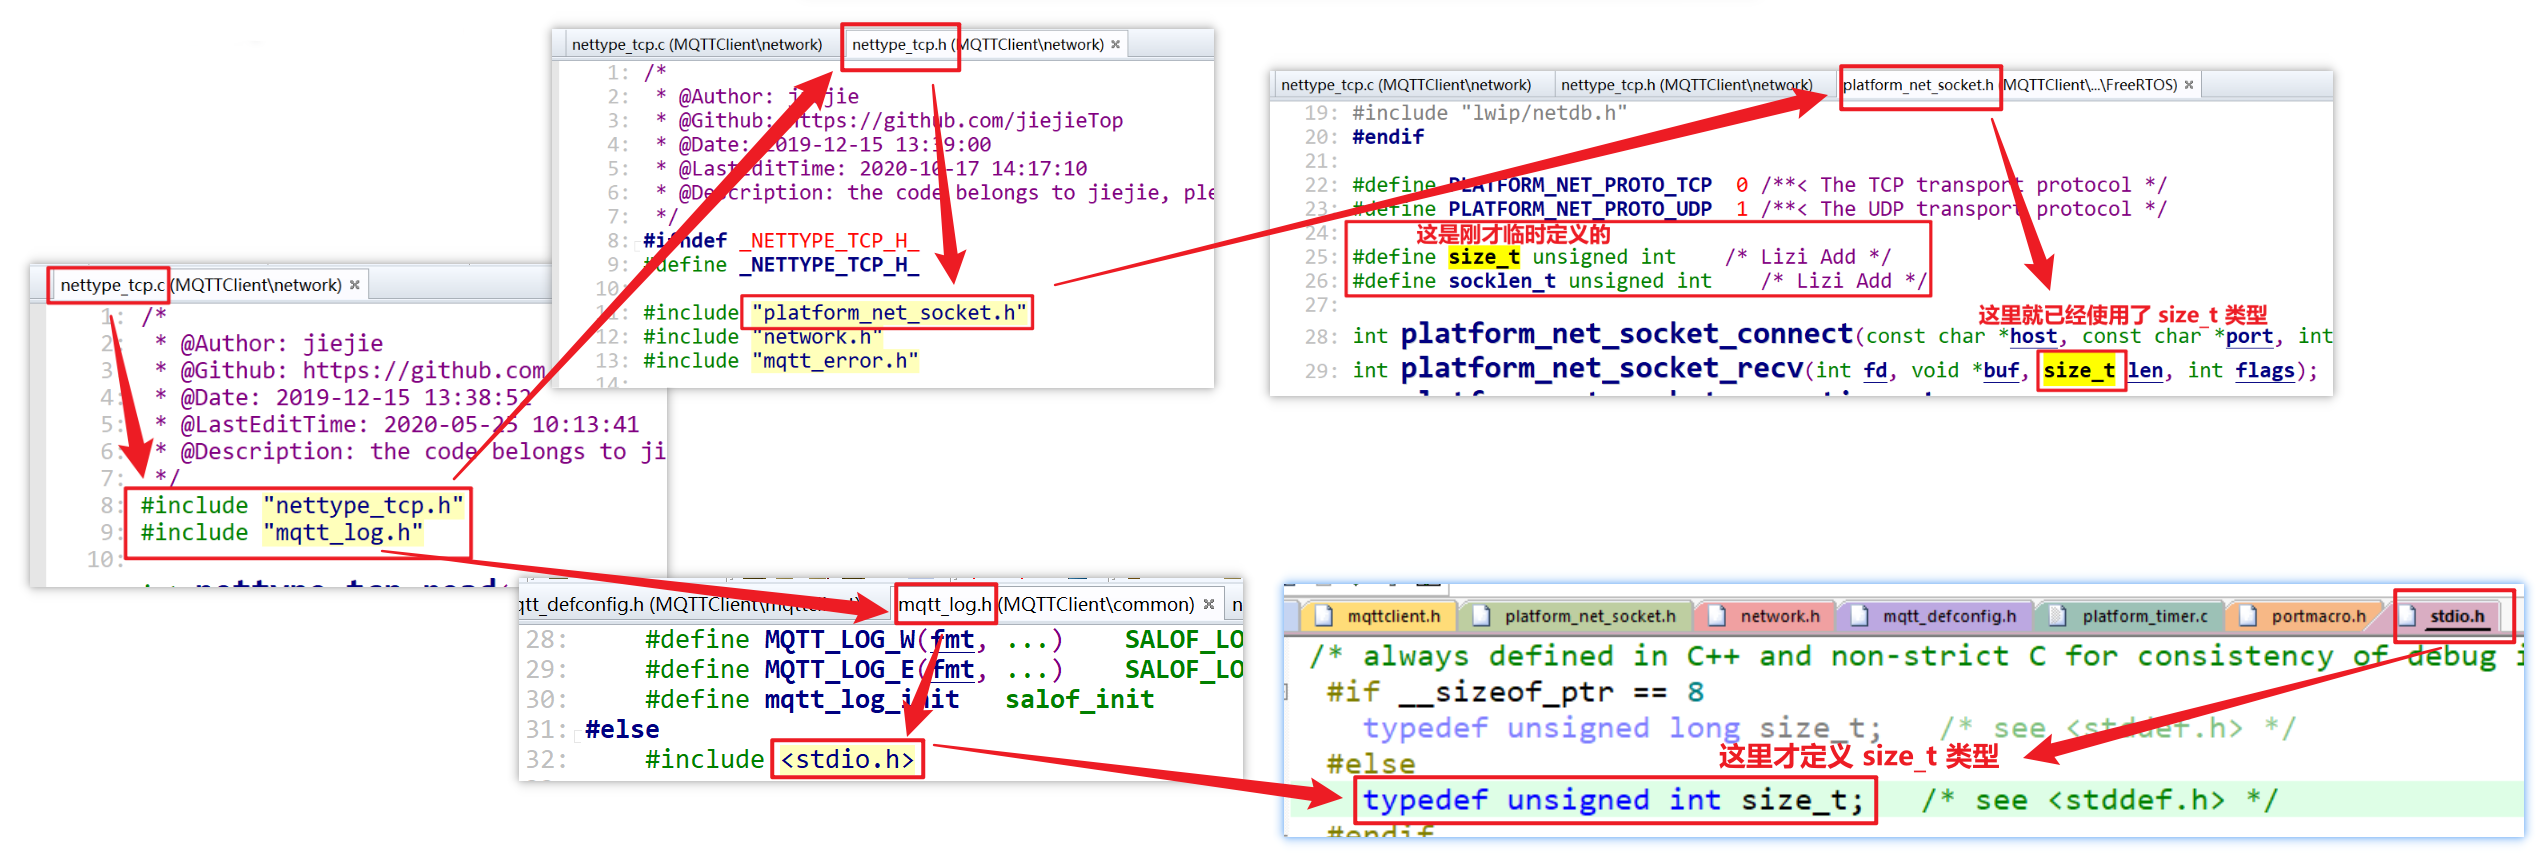 nettype_tcp.c (MQTTClient\network) nettype_tcp.h (MQTTClient\network)
1: /*
2: * @Author: jiejie
3: * @Github: https://github.com/jiejieTop
4: * @Date: 2019-12-15 13:39:00
5: * @LastEditTime: 2020-10-17 14:17:10
6: * @Description: the code belongs to jiejie, ple
7: */
8: #ifndef _NETTYPE_TCP_H_
9: #define _NETTYPE_TCP_H_
10:
11: #include "platform_net_socket.h"
12: #include "network.h"
13: #include "mqtt_error.h"
14:
nettype_tcp.c (MQTTClient\network) nettype_tcp.h (MQTTClient\network) platform_net_socket.h (MQTTClient\...\FreeRTOS)
19: #include "lwip/netdb.h"
20: #endif
21:
22: #define PLATFORM_NET_PROTO_TCP 0 /**< The TCP transport protocol */
23: #define PLATFORM_NET_PROTO_UDP 1 /**< The UDP transport protocol */
24:
这是刚才临时定义的
25: #define size_t unsigned int /* Lizi Add */
26: #define socklen_t unsigned int /* Lizi Add */
27:
这里就已经使用了 size_t 类型
28: int platform_net_socket_connect(const char *host, const char *port, int
29: int platform_net_socket_recv(int fd, void *buf, size_t len, int flags);
nettype_tcp.c (MQTTClient\network)
1: /*
2: * @Author: jiejie
3: * @Github: https://github.com
4: * @Date: 2019-12-15 13:38:52
5: * @LastEditTime: 2020-05-25 10:13:41
6: * @Description: the code belongs to ji
7: */
8: #include "nettype_tcp.h"
9: #include "mqtt_log.h"
10:
nettype_tcp_read(
qtt_defconfig.h (MQTTClient\mqttclient) mqtt_log.h (MQTTClient\common) n
28: #define MQTT_LOG_W(fmt, ...) SALOF_LO
29: #define MQTT_LOG_E(fmt, ...) SALOF_LO
30: #define mqtt_log_init salof_init
31: #else
32: #include <stdio.h>
mqttclient.h platform_net_socket.h network.h mqtt_defconfig.h platform_timer.c portmacro.h stdio.h
/* always defined in C++ and non-strict C for consistency of debug i
#if __sizeof_ptr == 8
typedef unsigned long size_t; /* see <stddef.h> */
这里才定义 size_t 类型
#else
typedef unsigned int size_t; /* see <stddef.h> */
#endif